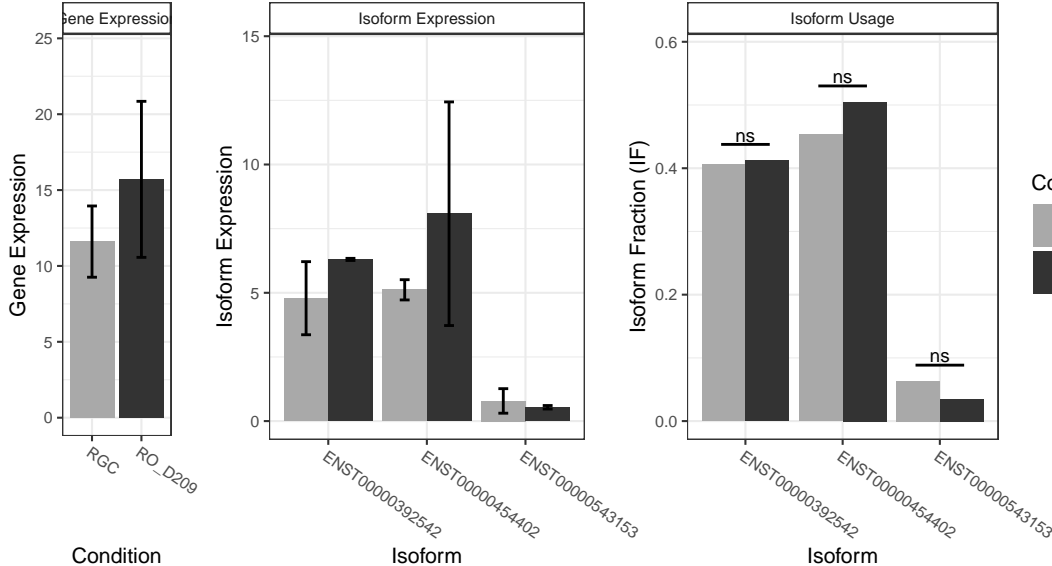 Gene Expression
25
20
15
10
5
0
Gene Expression
RGC
RO_D209
Condition
Isoform Expression
15
10
5
0
Isoform Expression
ENST00000392542
ENST00000454402
ENST00000543153
Isoform
Isoform Usage
0.6
0.4
0.2
0.0
Isoform Fraction (IF)
ns
ns
ns
ENST00000392542
ENST00000454402
ENST00000543153
Isoform